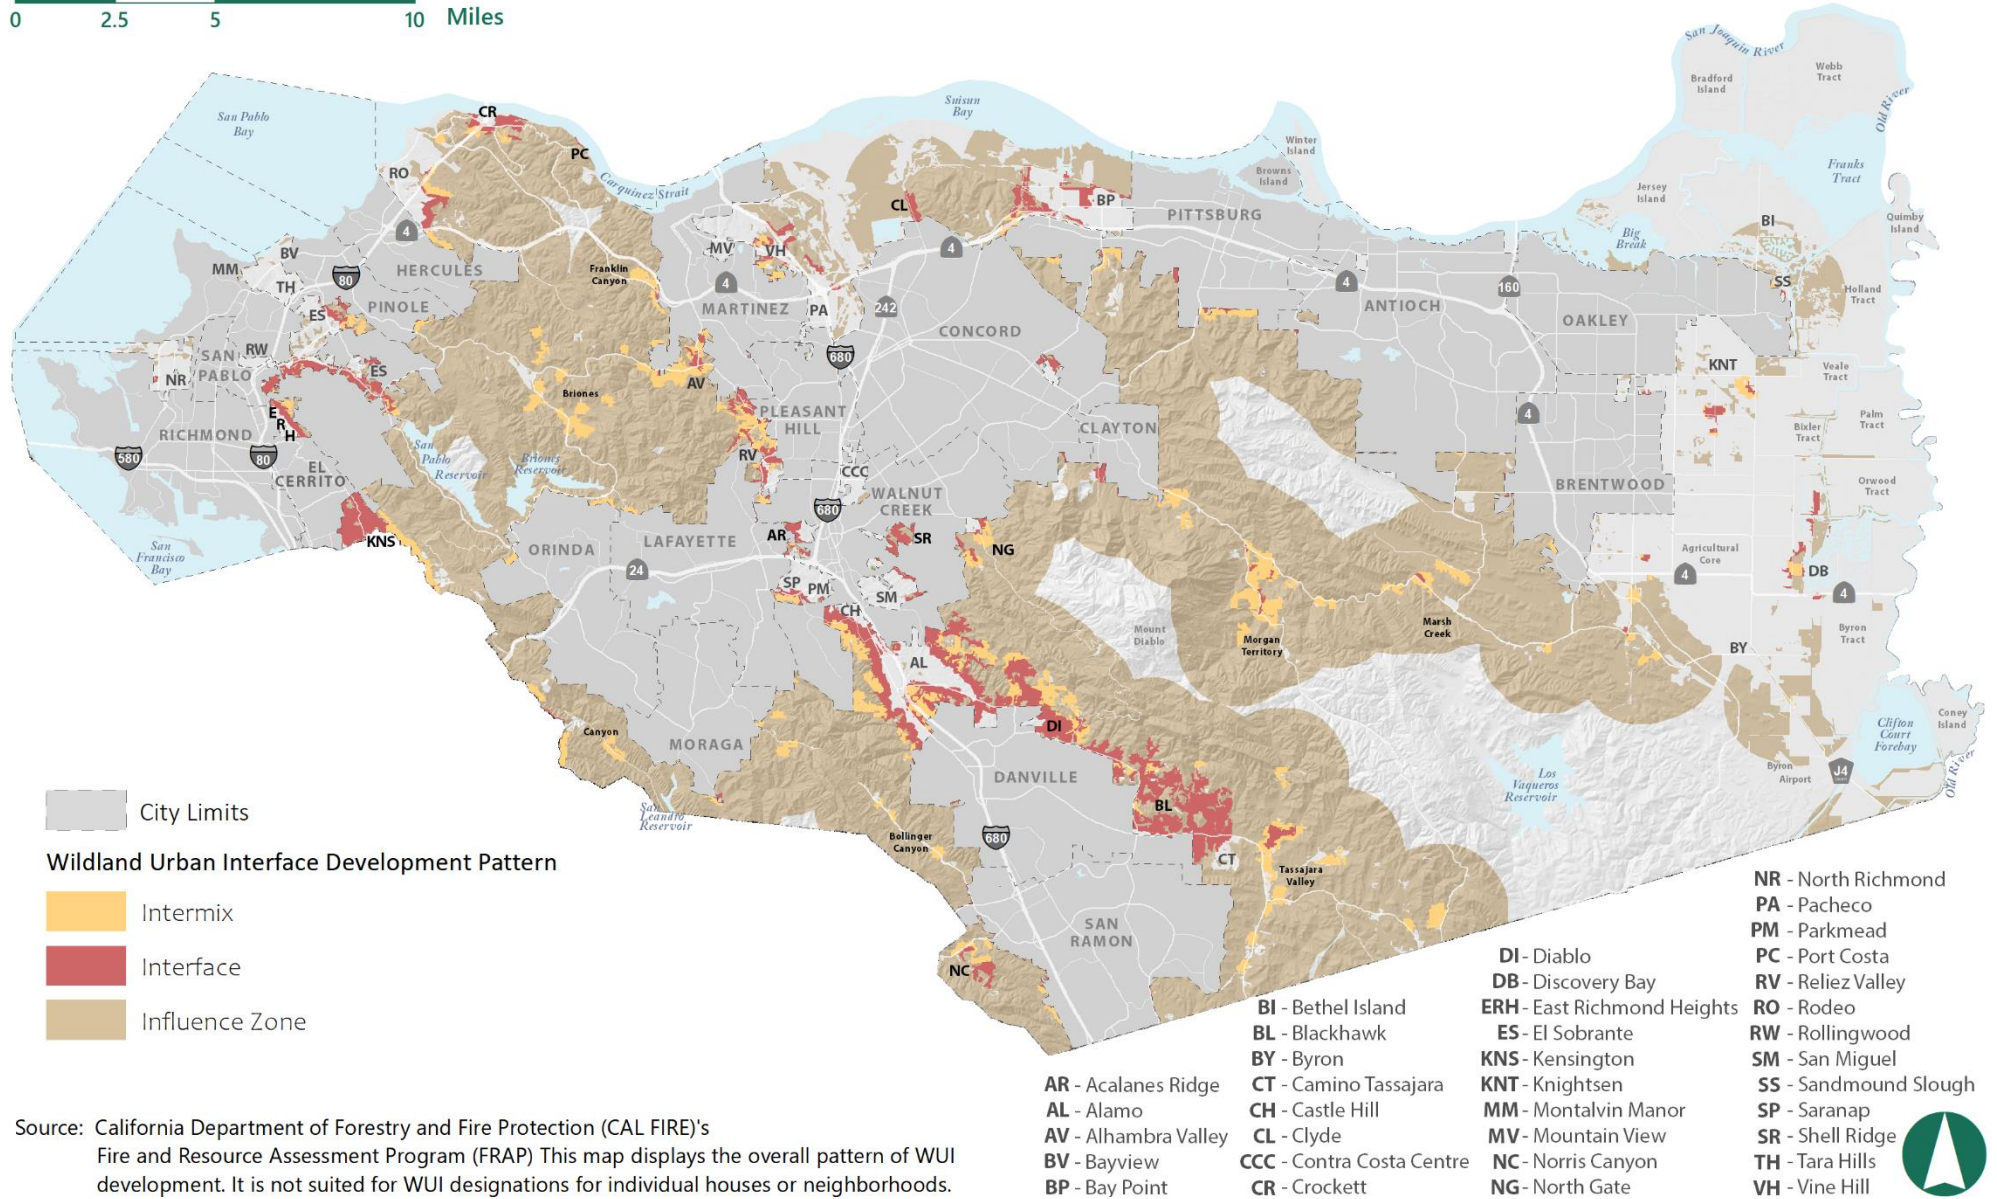 0 2.5 5 10 Miles
San Joaquin River
Webb
Tract
Bradford
Island
Old River
Suisun
Bay
San Pablo
Bay
CR
PC
RO
Carquinez Strait
Winter
Island
Browns
Island
Franks
Tract
Jersey
Island
Quimby
Island
BI
Big
Break
CL
BP
PITTSBURG
4
HERCULES
BV
MM
TH
80
PINOLE
ES
Franklin
Canyon
MV
VH
4
MARTINEZ
PA
242
4
CONCORD
680
4
ANTIOCH
160
OAKLEY
SS
Holland
Tract
RW
SAN
PABLO
NR
ES
AV
Briones
KNT
Veale
Tract
E
R
H
RICHMOND
580
80
EL
CERRITO
San
Pablo
Reservoir
Briones
Reservoir
PLEASANT
HILL
RV
CCC
CLAYTON
4
Palm
Tract
Bixler
Tract
WALNUT
CREEK
680
BRENTWOOD
Orwood
Tract
KNS
San
Francisco
Bay
ORINDA
LAFAYETTE
AR
SR
NG
24
SP
PM
SM
CH
Agricultural
Core
4
DB
4
Mount
Diablo
Morgan
Territory
Marsh
Creek
Byron
Tract
BY
AL
DI
Canyon
MORAGA
DANVILLE
Clifton
Court
Forebay
Coney
Island
Byron
Airport
J4
Old River
Los
Vaqueros
Reservoir
BL
San
Leandro
Reservoir
Bollinger
Canyon
680
CT
Tassajara
Valley
SAN
RAMON
NC
City Limits
Wildland Urban Interface Development Pattern
Intermix
Interface
Influence Zone
AR - Acalanes Ridge
AL - Alamo
AV - Alhambra Valley
BV - Bayview
BP - Bay Point
BI - Bethel Island
BL - Blackhawk
BY - Byron
CT - Camino Tassajara
CH - Castle Hill
CL - Clyde
CCC - Contra Costa Centre
CR - Crockett
DI - Diablo
DB - Discovery Bay
ERH - East Richmond Heights
ES - El Sobrante
KNS - Kensington
KNT - Knightsen
MM - Montalvin Manor
MV - Mountain View
NC - Norris Canyon
NG - North Gate
NR - North Richmond
PA - Pacheco
PM - Parkmead
PC - Port Costa
RV - Reliez Valley
RO - Rodeo
RW - Rollingwood
SM - San Miguel
SS - Sandmound Slough
SP - Saranap
SR - Shell Ridge
TH - Tara Hills
VH - Vine Hill
Source: California Department of Forestry and Fire Protection (CAL FIRE)'s
Fire and Resource Assessment Program (FRAP) This map displays the overall pattern of WUI
development. It is not suited for WUI designations for individual houses or neighborhoods.